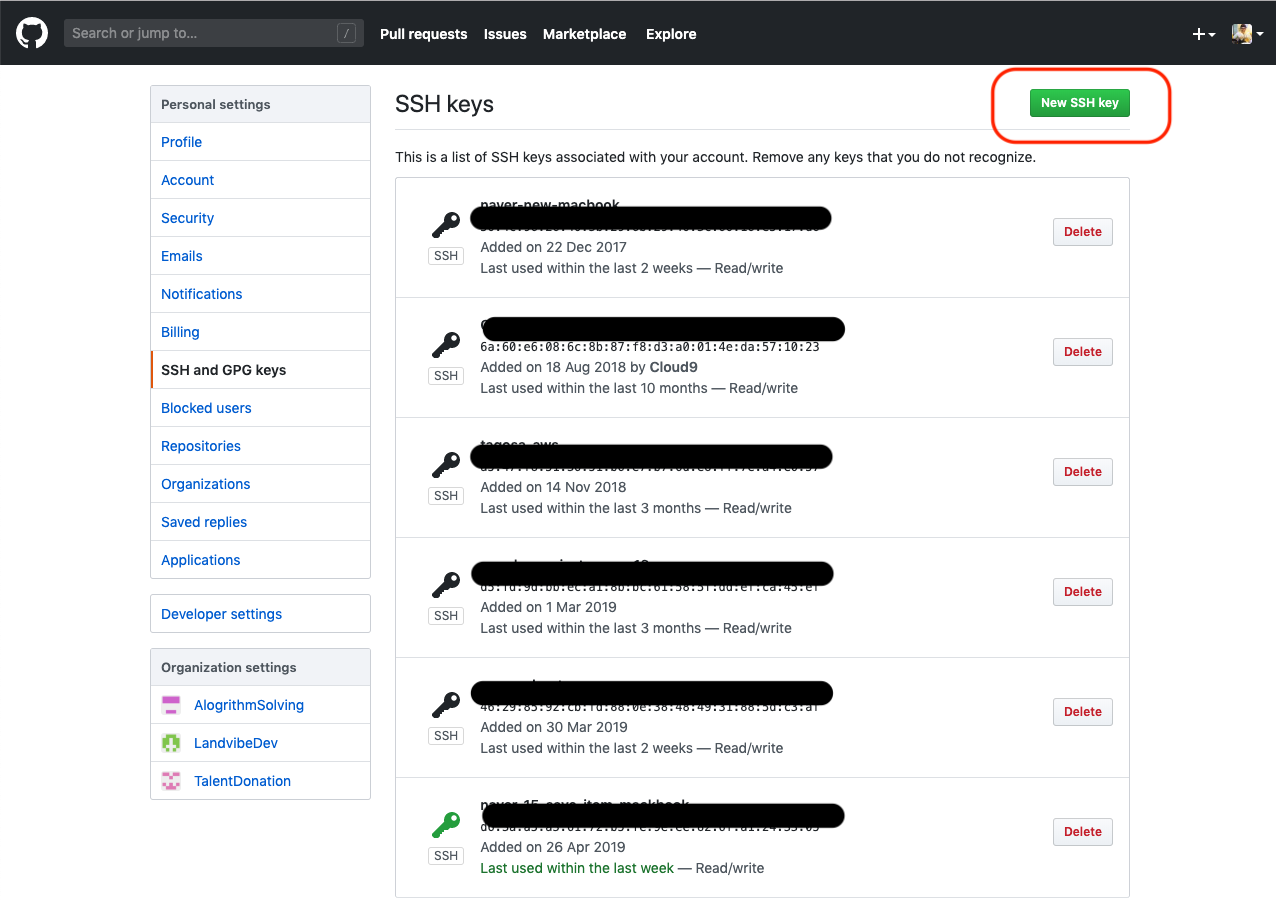 Search or jump to...
/
Pull requests
Issues
Marketplace
Explore
Personal settings
Profile
Account
Security
Emails
Notifications
Billing
SSH and GPG keys
Blocked users
Repositories
Organizations
Saved replies
Applications
Developer settings
Organization settings
AlogrithmSolving
LandvibeDev
TalentDonation
SSH keys
New SSH key
This is a list of SSH keys associated with your account. Remove any keys that you do not recognize.
naver-new-macbook
SSH
Added on 22 Dec 2017
Last used within the last 2 weeks — Read/write
Delete
6a:60:e6:08:6c:8b:87:f8:d3:a0:01:4e:da:57:10:23
SSH
Added on 18 Aug 2018 by Cloud9
Last used within the last 10 months — Read/write
Delete
SSH
Added on 14 Nov 2018
Last used within the last 3 months — Read/write
Delete
SSH
Added on 1 Mar 2019
Last used within the last 3 months — Read/write
Delete
SSH
Added on 30 Mar 2019
Last used within the last 2 weeks — Read/write
Delete
SSH
Added on 26 Apr 2019
Last used within the last week — Read/write
Delete